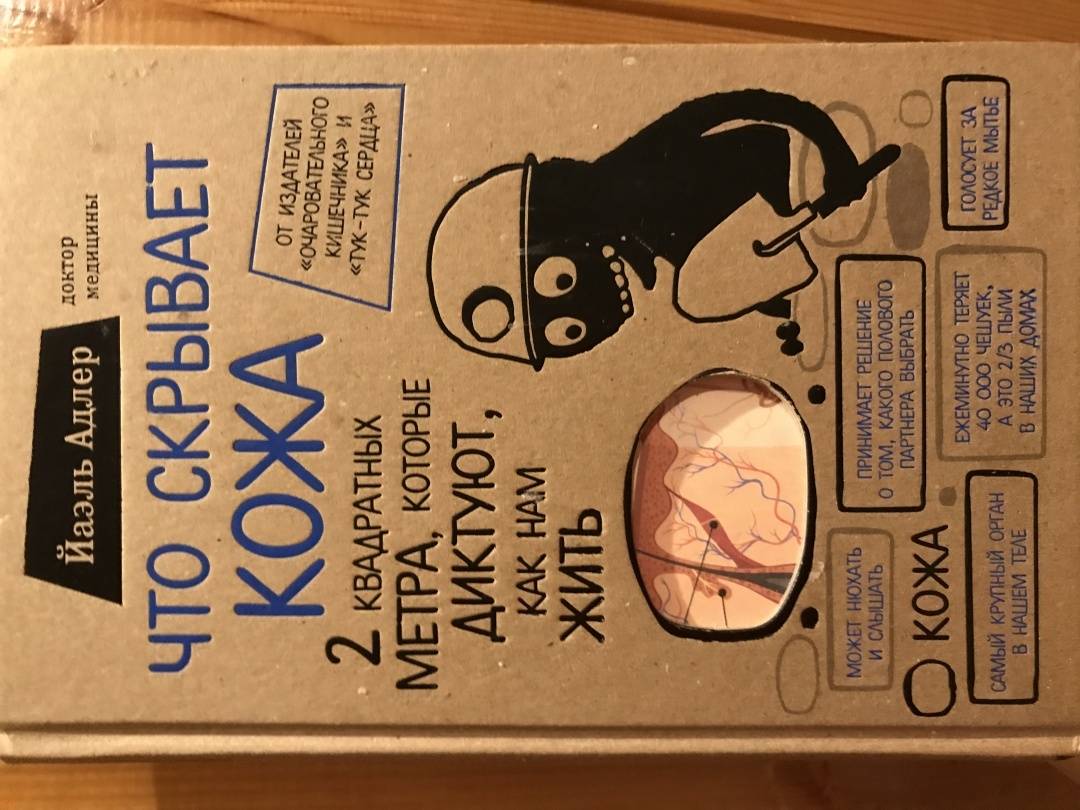 Йаэль Адлер
доктор
медицины
ЧТО СКРЫВАЕТ
КОЖА
ОТ ИЗДАТЕЛЕЙ
«ОЧАРОВАТЕЛЬНОГО
КИШЕЧНИКА» И
«ТУК-ТУК СЕРДЦА»
2 КВАДРАТНЫХ
МЕТРА, КОТОРЫЕ
ДИКТУЮТ,
КАК НАМ
ЖИТЬ
МОЖЕТ НЮХАТЬ
И СЛЫШАТЬ
ПРИНИМАЕТ РЕШЕНИЕ
О ТОМ, КАКОГО ПОЛОВОГО
ПАРТНЕРА ВЫБРАТЬ
О КОЖА
ЕЖЕМИНУТНО ТЕРЯЕТ
40 000 ЧЕШУЕК,
А ЭТО 2/3 ПЫЛИ
В НАШИХ ДОМАХ
ГОЛОСУЕТ ЗА
РЕДКОЕ МЫТЬЕ
САМЫЙ КРУПНЫЙ ОРГАН
В НАШЕМ ТЕЛЕ